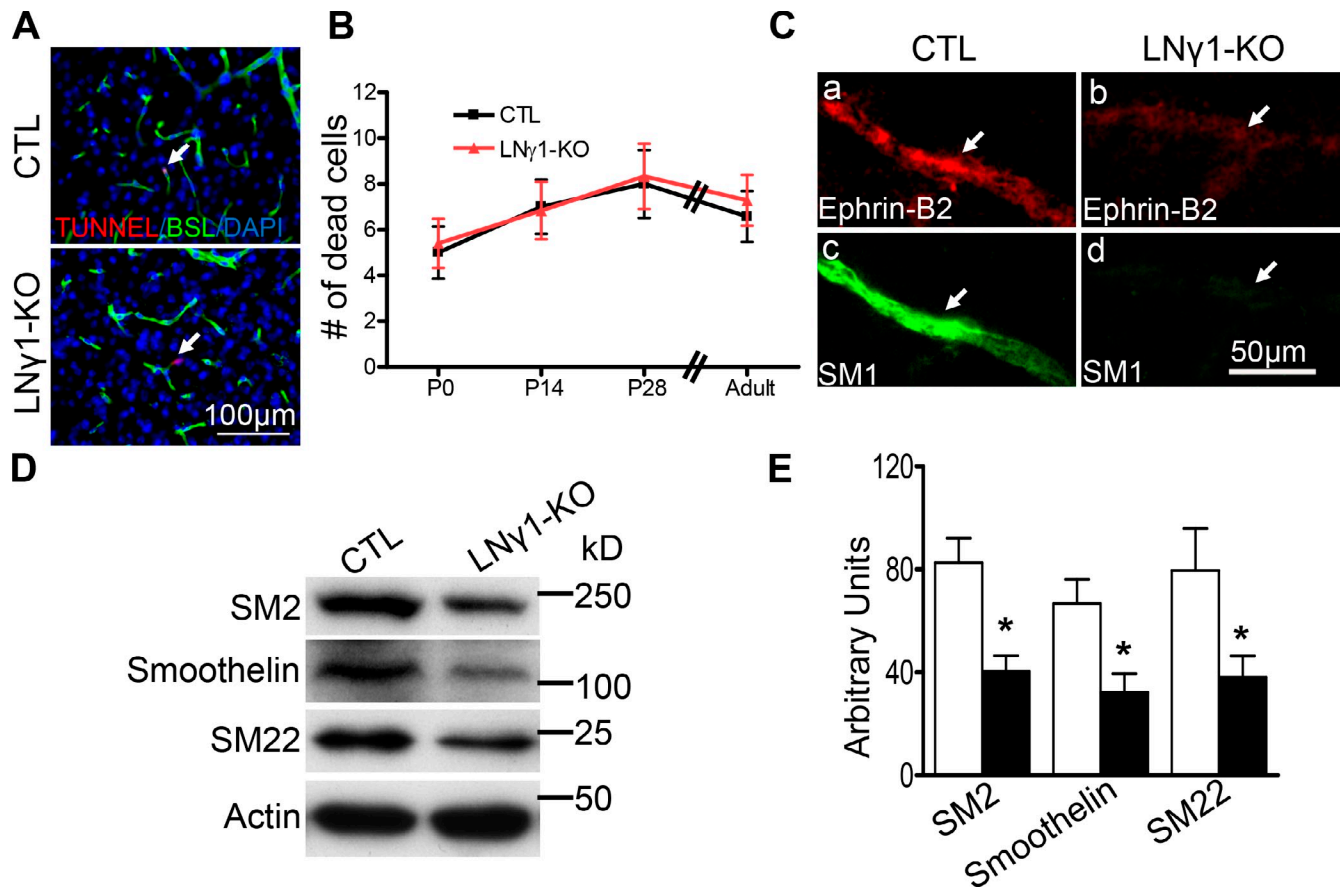 A
CTL
TUNNEL/BSL/DAPI
LNγ1-KO
100μm
B
12
10
8
6
4
2
0
# of dead cells
CTL
LNγ1-KO
P0
P14
P28
Adult
C
CTL
LNγ1-KO
a
Ephrin-B2
b
Ephrin-B2
c
SM1
d
SM1
50μm
D
CTL
LNγ1-KO
kD
SM2
250
Smoothelin
100
SM22
25
Actin
50
E
120
80
40
0
Arbitrary Units
*
*
*
SM2
Smoothelin
SM22